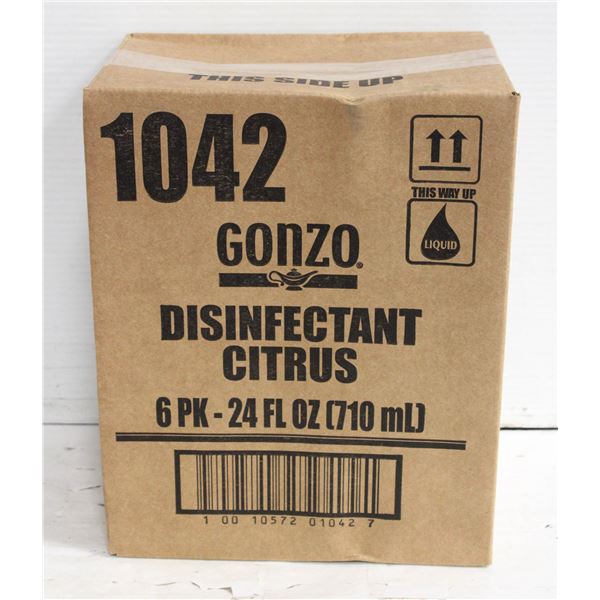 THIS SIDE UP
1042
THIS WAY UP
LIQUID
GONZO®
DISINFECTANT
CITRUS
6 PK - 24 FL OZ (710 mL)
1 00 10572 01042 7